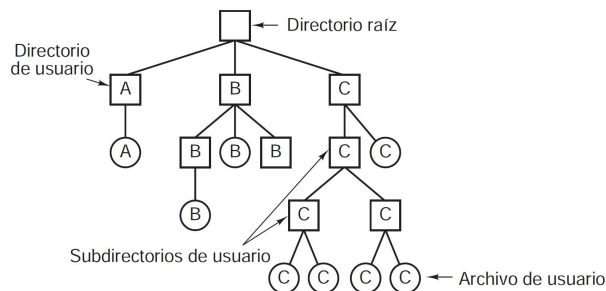 Directorio raíz
Directorio
de usuario
A B C
A B B B C C
B C C
Subdirectorios de usuario
C C C C
Archivo de usuario